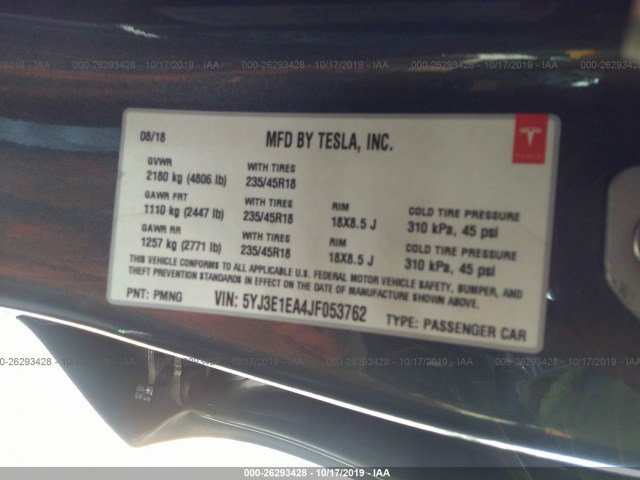 000-26293428 - 10/17/2019 - IAA
08/18
MFD BY TESLA, INC.
TESLA
GVWR
2180 kg (4806 lb)
WITH TIRES
235/45R18
GAWR FRT
1110 kg (2447 lb)
WITH TIRES
235/45R18
RIM
18X8.5 J
COLD TIRE PRESSURE
310 kPa, 45 psi
GAWR RR
1257 kg (2771 lb)
WITH TIRES
235/45R18
RIM
18X8.5 J
COLD TIRE PRESSURE
310 kPa, 45 psi
THIS VEHICLE CONFORMS TO ALL APPLICABLE U.S. FEDERAL MOTOR VEHICLE SAFETY, BUMPER, AND
THEFT PREVENTION STANDARDS IN EFFECT ON THE DATE OF MANUFACTURE SHOWN ABOVE.
PNT: PMNG
VIN: 5YJ3E1EA4JF053762
TYPE: PASSENGER CAR
000-26293428 - 10/17/2019 - IAA
000-26293428 - 10/17/2019 - IAA